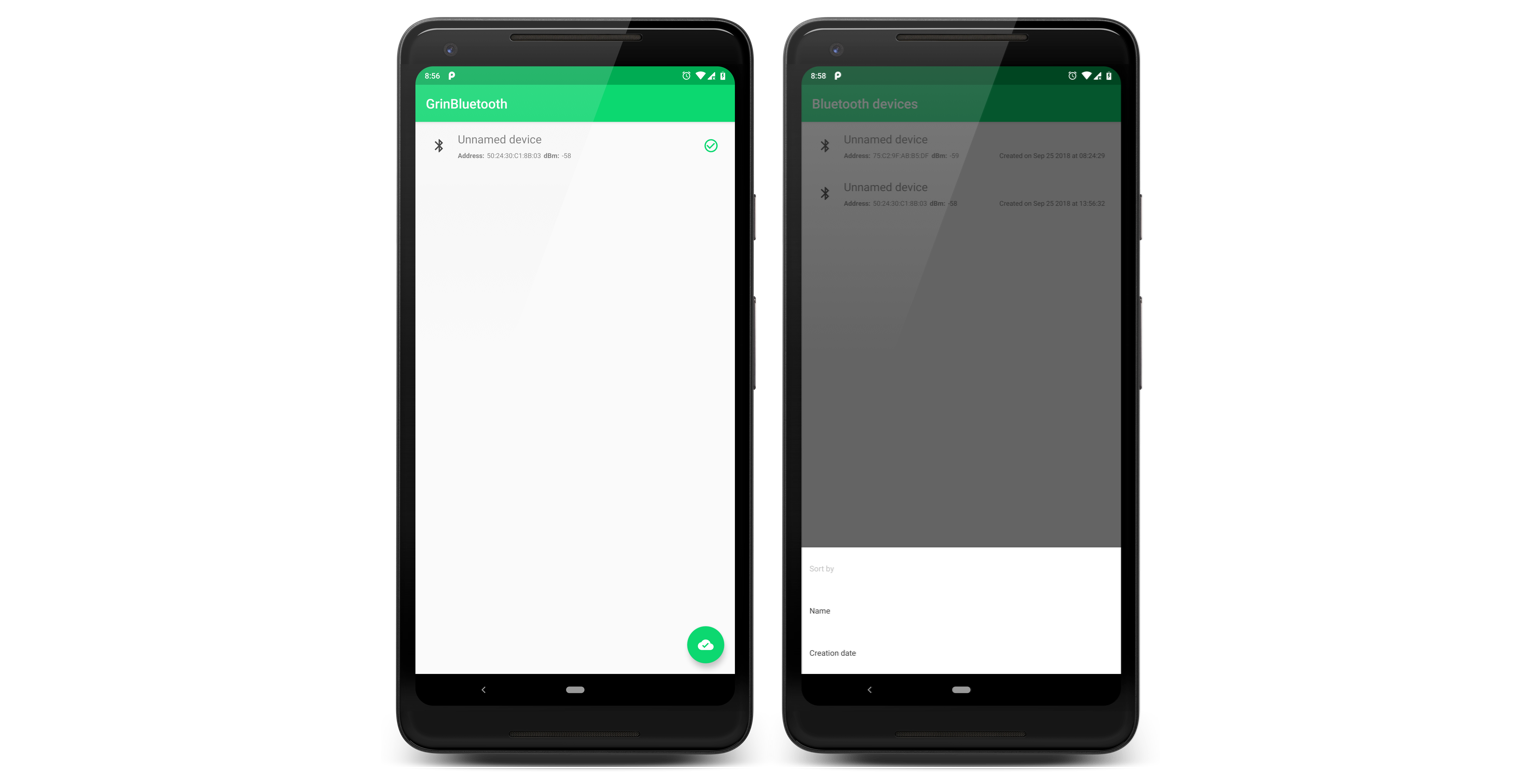 8:56
GrinBluetooth
Unnamed device
Address: 50:24:30:C1:8B:03 dBm: -58
8:58
Bluetooth devices
Unnamed device
Address: 75:C2:9F:AB:B5:DF dBm: -59 Created on Sep 25 2018 at 08:24:29
Unnamed device
Address: 50:24:30:C1:8B:03 dBm: -58 Created on Sep 25 2018 at 13:56:32
Sort by
Name
Creation date